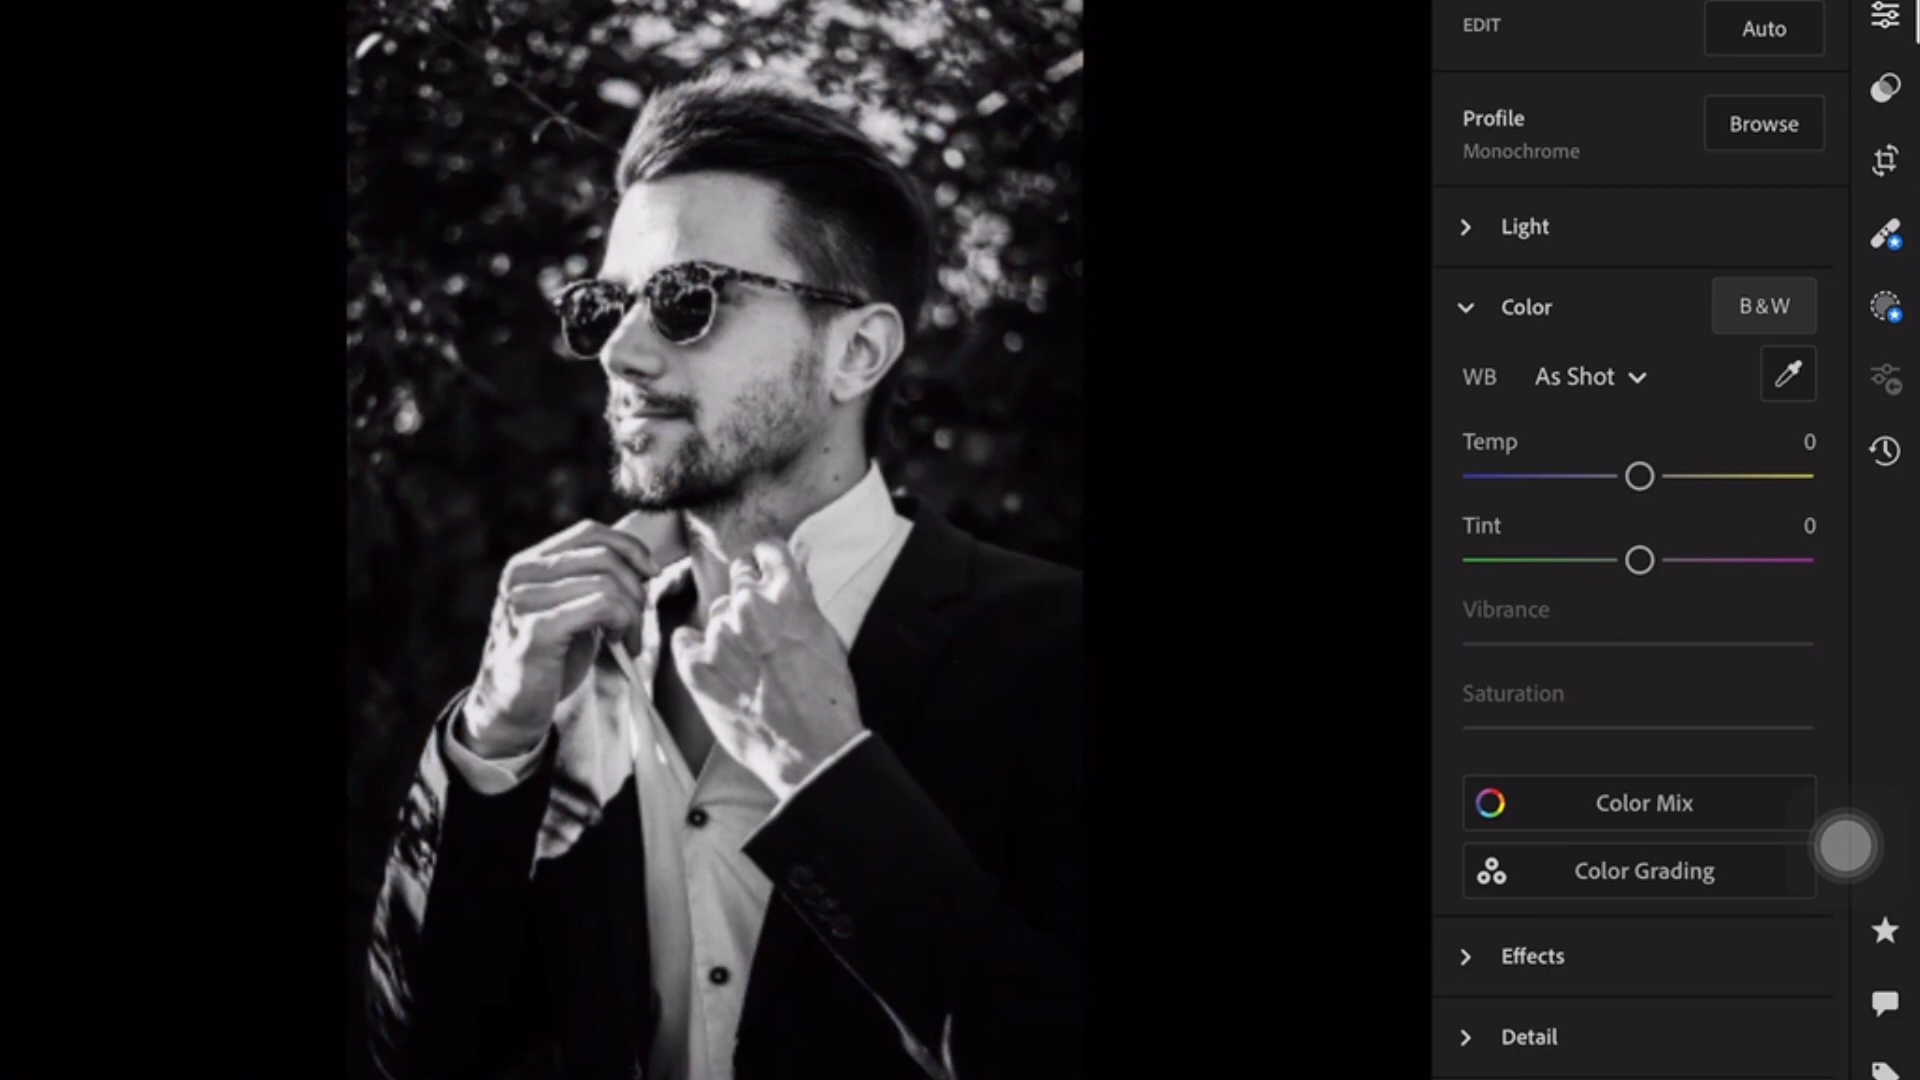 EDIT
Auto
Profile
Browse
Monochrome
Light
Color
B&W
WB
As Shot
Temp
0
Tint
0
Vibrance
Saturation
Color Mix
Color Grading
Effects
Detail